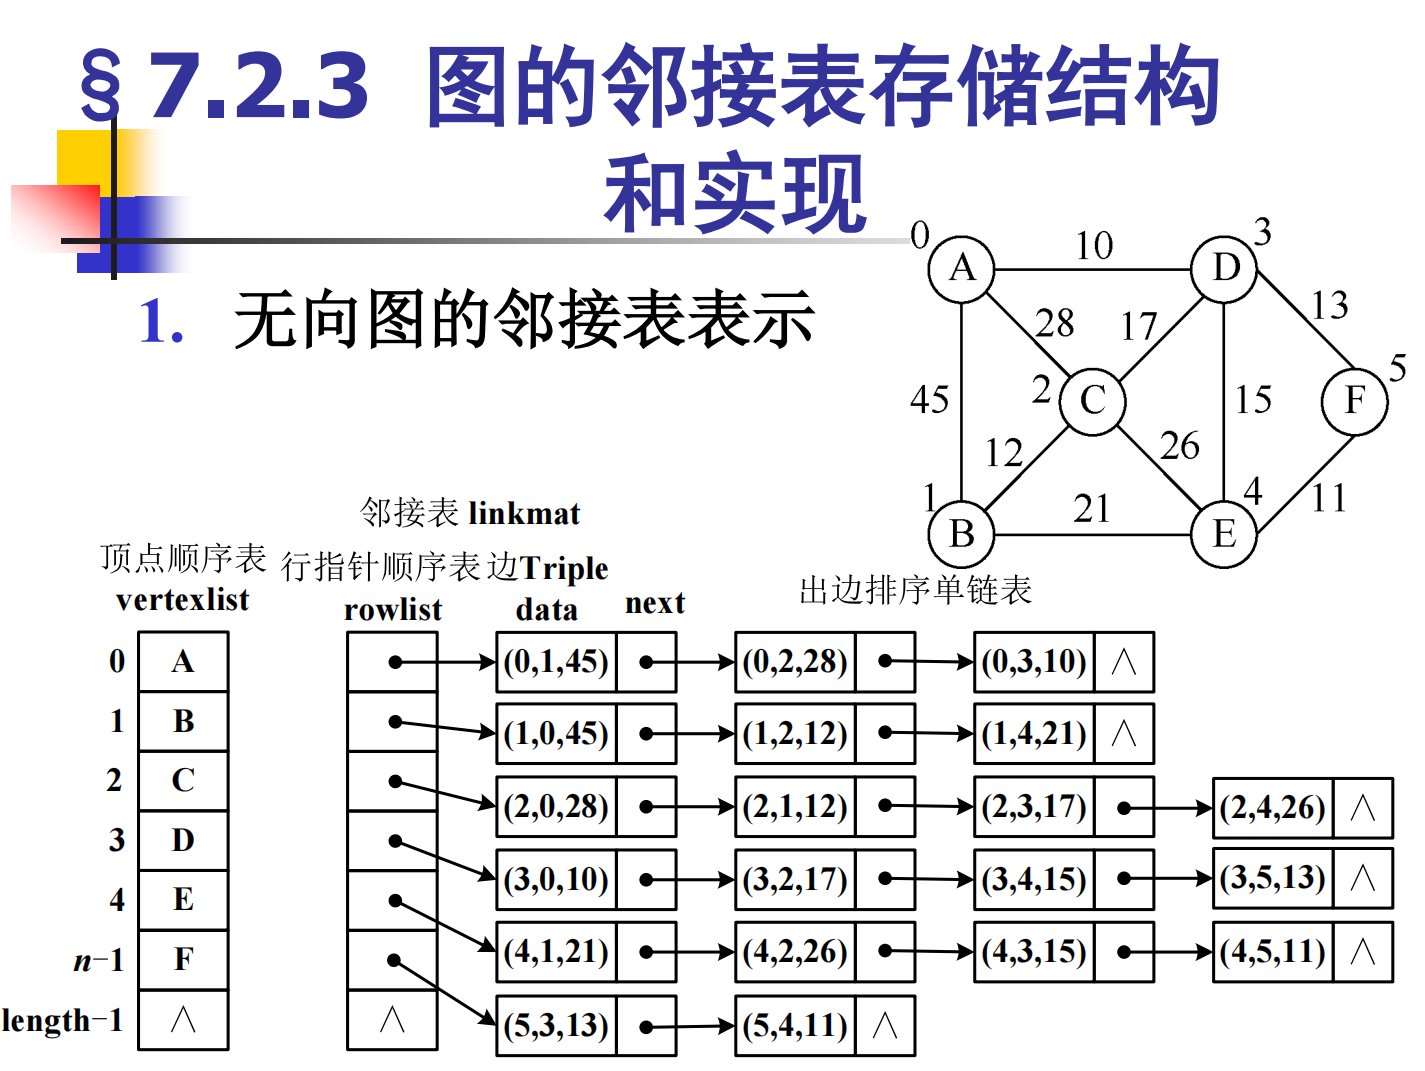 §7.2.3 图的邻接表存储结构
和实现
1. 无向图的邻接表表示
0 3
A 10 D
28 17 13
45 2 C 15 F 5
12 26
1 4 11
B 21 E
邻接表 linkmat
顶点顺序表 行指针顺序表 边Triple 出边排序单链表
vertexlist rowlist data next
0 A (0,1,45) (0,2,28) (0,3,10) ∧
1 B (1,0,45) (1,2,12) (1,4,21) ∧
2 C (2,0,28) (2,1,12) (2,3,17) (2,4,26) ∧
3 D (3,0,10) (3,2,17) (3,4,15) (3,5,13) ∧
4 E (4,1,21) (4,2,26) (4,3,15) (4,5,11) ∧
n−1 F (5,3,13) (5,4,11) ∧
length−1 ∧ ∧